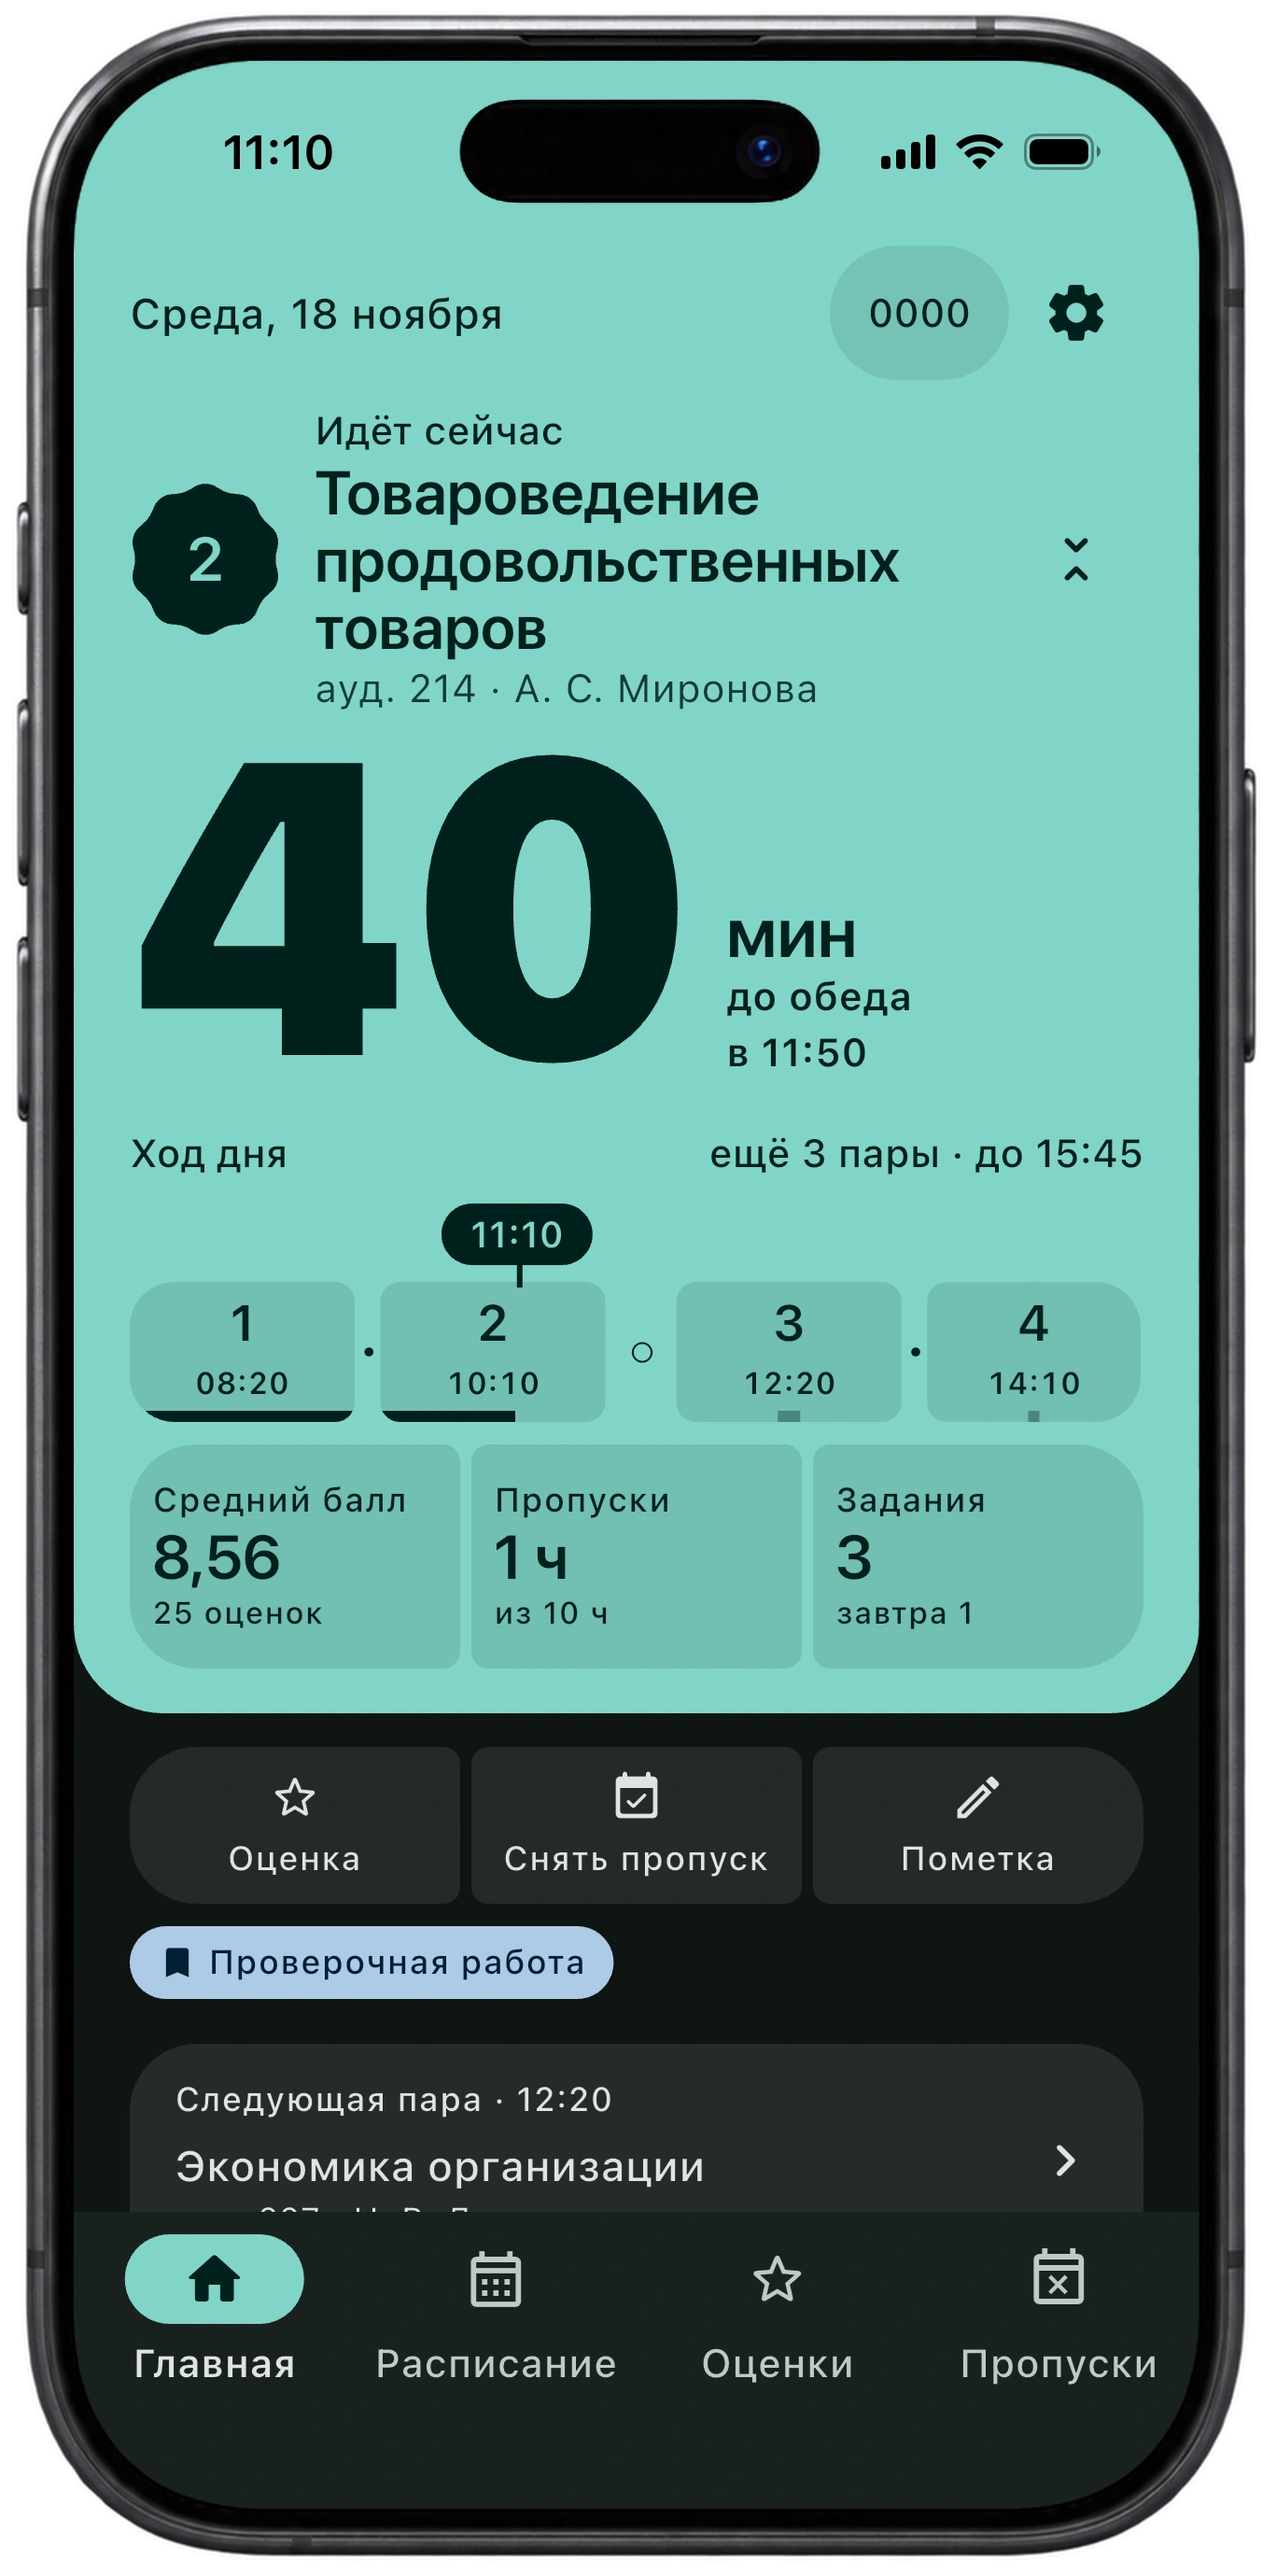 11:10
Среда, 18 ноября
0000
Идёт сейчас
2
Товароведение
продовольственных
товаров
ауд. 214 · А. С. Миронова
40
мин
до обеда
в 11:50
Ход дня
ещё 3 пары · до 15:45
11:10
1
2
3
4
08:20
10:10
12:20
14:10
Средний балл
Пропуски
Задания
8,56
1 ч
3
25 оценок
из 10 ч
завтра 1
Оценка
Снять пропуск
Пометка
Проверочная работа
Следующая пара · 12:20
Экономика организации
Главная
Расписание
Оценки
Пропуски